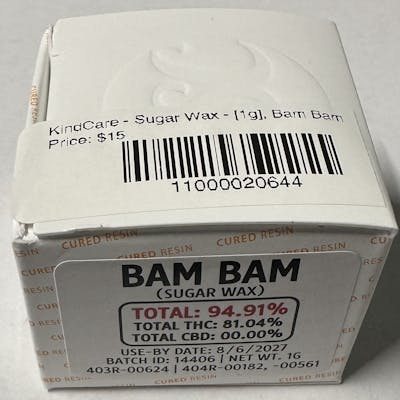 KindCare - Sugar Wax - [1g], Bam Bam
Price: $15
11000020644
CURED RESIN
CURED RESIN
BAM BAM
(SUGAR WAX)
TOTAL: 94.91%
TOTAL THC: 81.04%
TOTAL CBD: 00.00%
USE-BY DATE: 8/6/2027
BATCH ID: 14406 | NET WT. 1G
403R-00624 | 404R-00182, -00561